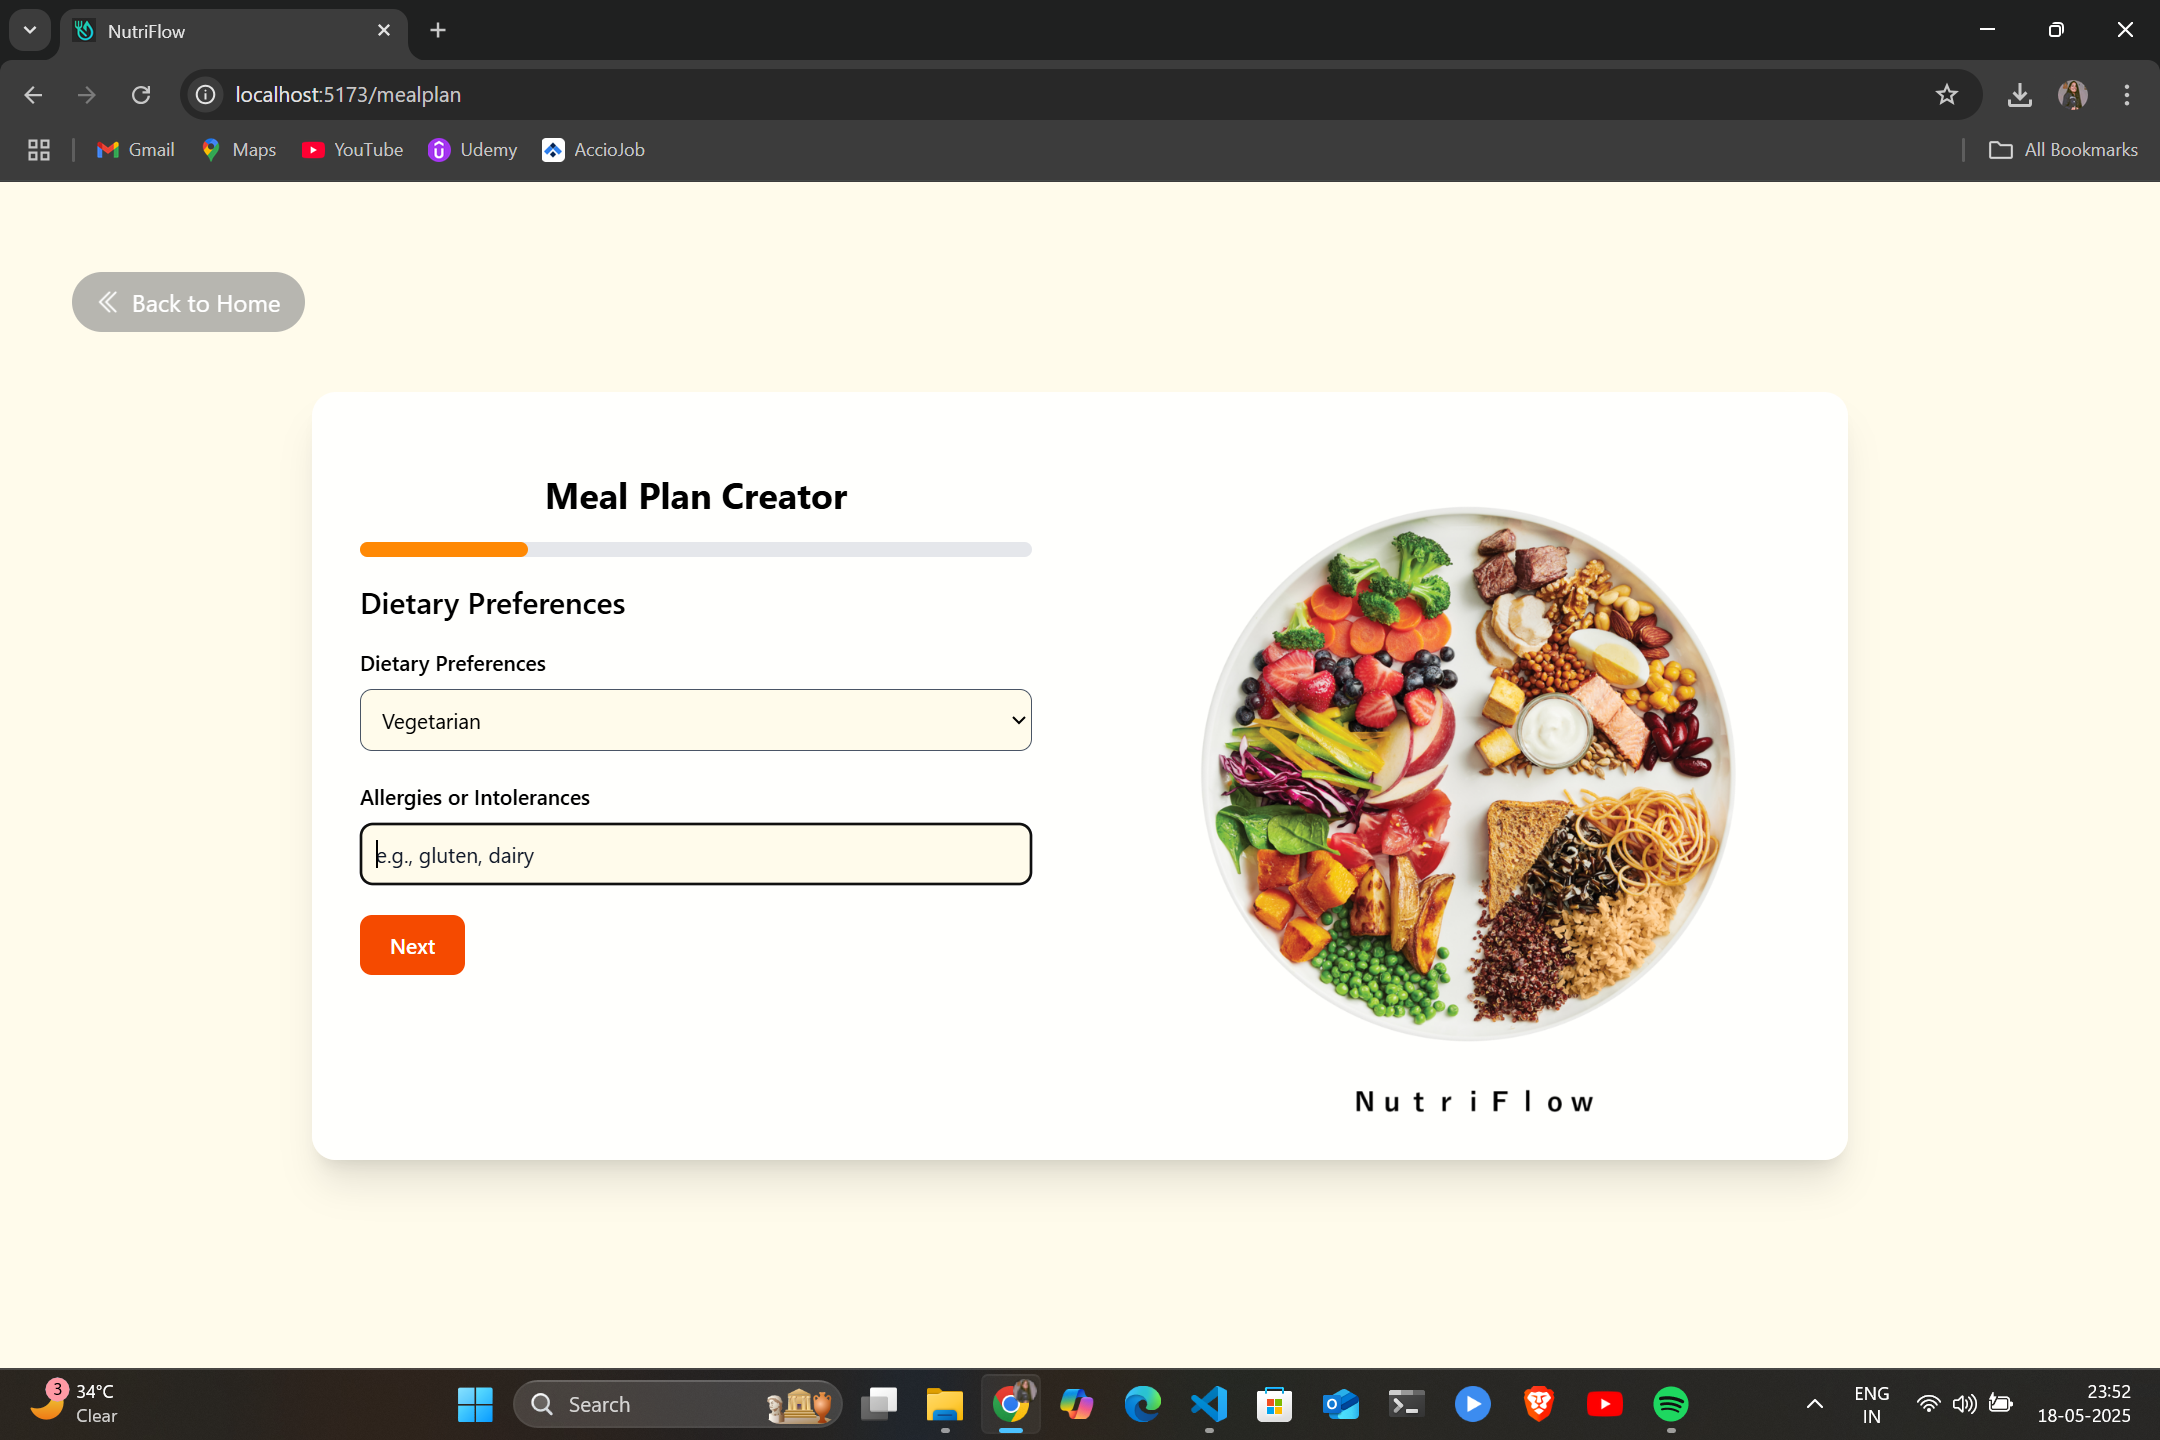 NutriFlow
localhost:5173/mealplan
Gmail
Maps
YouTube
Udemy
AccioJob
All Bookmarks
Back to Home
Meal Plan Creator
Dietary Preferences
Dietary Preferences
Vegetarian
Allergies or Intolerances
e.g., gluten, dairy
Next
NutriFlow
3
34°C
Clear
Search
ENG
IN
23:52
18-05-2025